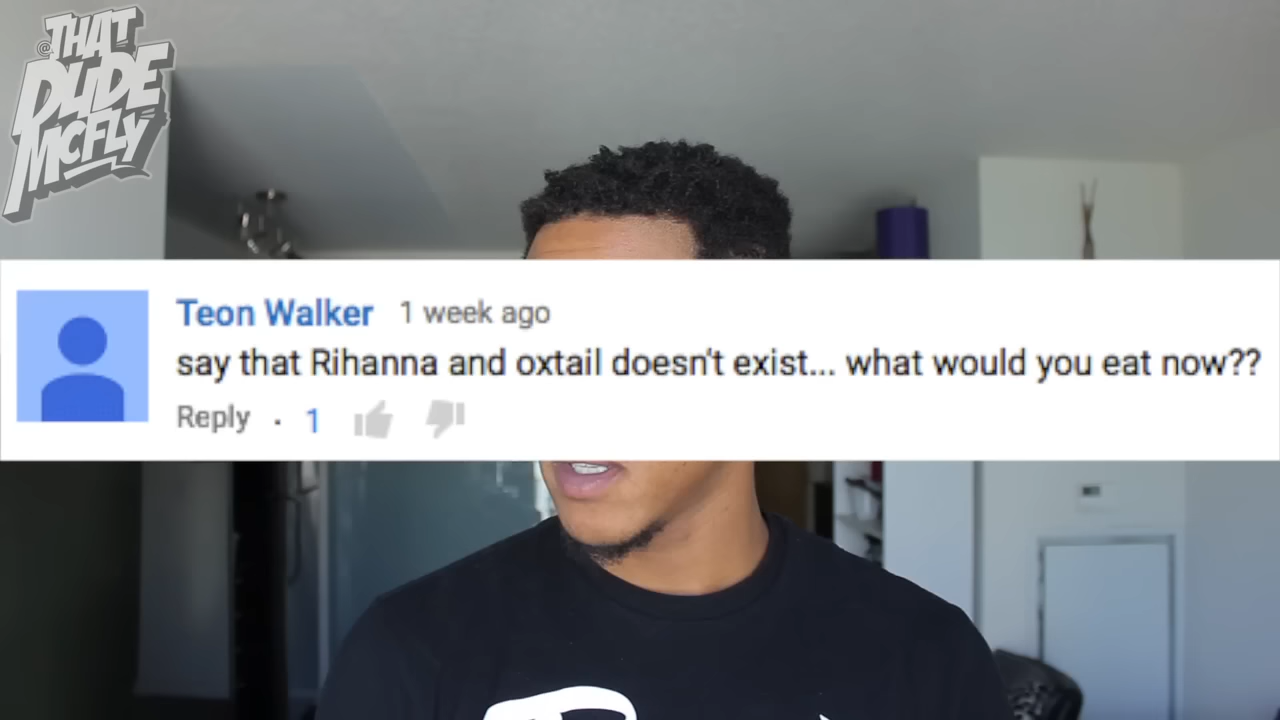 @THAT
DUDE
MCFLY
Teon Walker 1 week ago
say that Rihanna and oxtail doesn't exist... what would you eat now??
Reply · 1